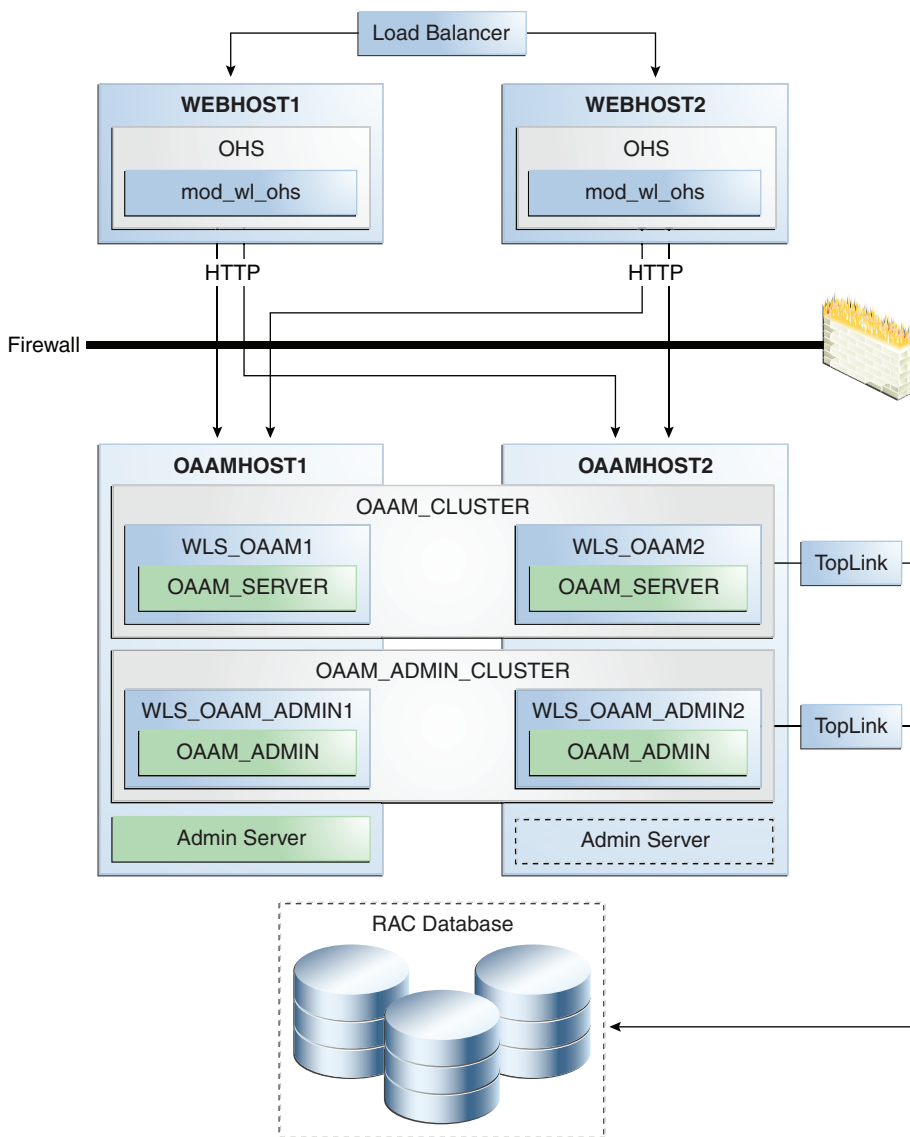 Load Balancer
WEBHOST1
WEBHOST2
OHS
OHS
mod_wl_ohs
mod_wl_ohs
HTTP
HTTP
Firewall
OAAMHOST1
OAAMHOST2
OAAM_CLUSTER
WLS_OAAM1
WLS_OAAM2
TopLink
OAAM_SERVER
OAAM_SERVER
OAAM_ADMIN_CLUSTER
WLS_OAAM_ADMIN1
WLS_OAAM_ADMIN2
TopLink
OAAM_ADMIN
OAAM_ADMIN
Admin Server
Admin Server
RAC Database